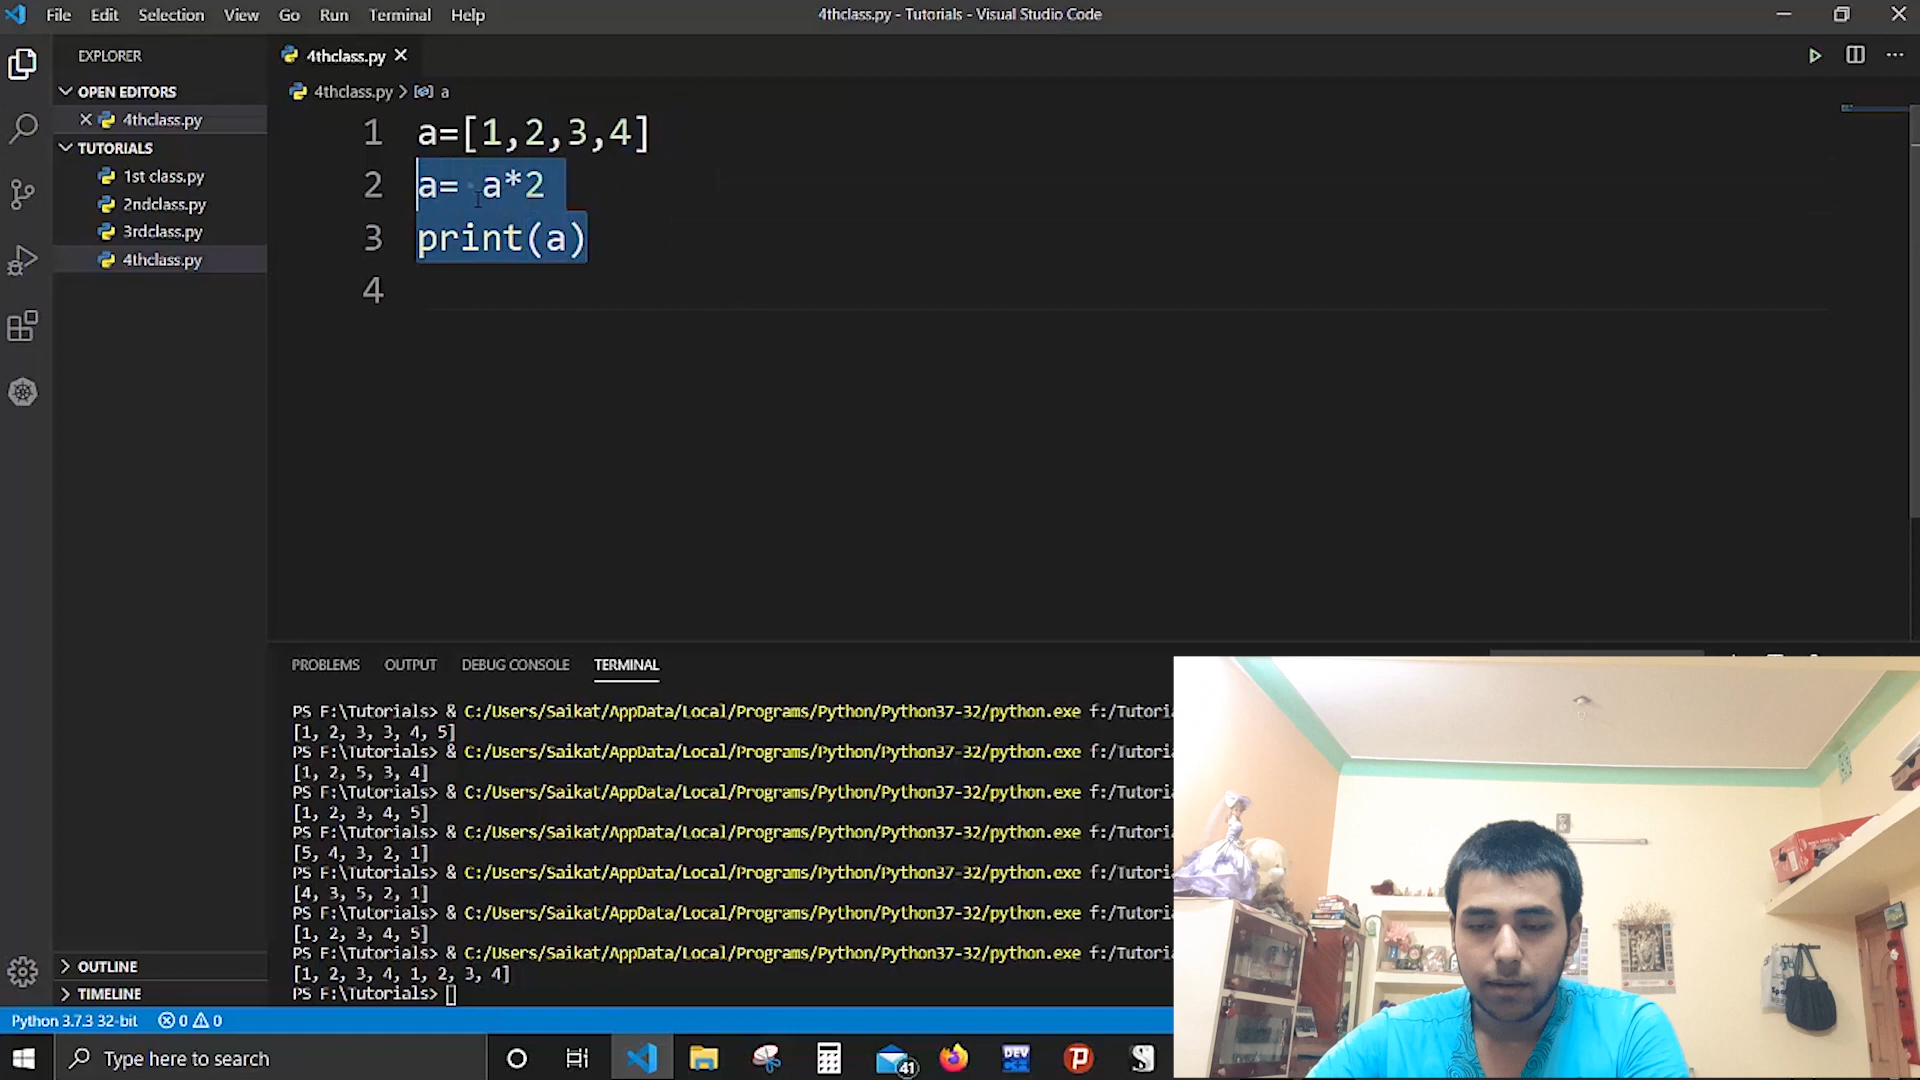 File Edit Selection View Go Run Terminal Help
4thclass.py - Tutorials - Visual Studio Code
EXPLORER
OPEN EDITORS
4thclass.py
TUTORIALS
1st class.py
2ndclass.py
3rdclass.py
4thclass.py
OUTLINE
TIMELINE
4thclass.py
4thclass.py > a
1 a=[1,2,3,4]
2 a= a*2
3 print(a)
4
PROBLEMS OUTPUT DEBUG CONSOLE TERMINAL
PS F:\Tutorials> & C:/Users/Saikat/AppData/Local/Programs/Python/Python37-32/python.exe f:/Tutoria
[1, 2, 3, 3, 4, 5]
PS F:\Tutorials> & C:/Users/Saikat/AppData/Local/Programs/Python/Python37-32/python.exe f:/Tutoria
[1, 2, 5, 3, 4]
PS F:\Tutorials> & C:/Users/Saikat/AppData/Local/Programs/Python/Python37-32/python.exe f:/Tutoria
[1, 2, 3, 4, 5]
PS F:\Tutorials> & C:/Users/Saikat/AppData/Local/Programs/Python/Python37-32/python.exe f:/Tutoria
[5, 4, 3, 2, 1]
PS F:\Tutorials> & C:/Users/Saikat/AppData/Local/Programs/Python/Python37-32/python.exe f:/Tutoria
[4, 3, 5, 2, 1]
PS F:\Tutorials> & C:/Users/Saikat/AppData/Local/Programs/Python/Python37-32/python.exe f:/Tutoria
[1, 2, 3, 4, 5]
PS F:\Tutorials> & C:/Users/Saikat/AppData/Local/Programs/Python/Python37-32/python.exe f:/Tutoria
[1, 2, 3, 4, 1, 2, 3, 4]
PS F:\Tutorials>
Python 3.7.3 32-bit 0 0
Type here to search
41
DEV